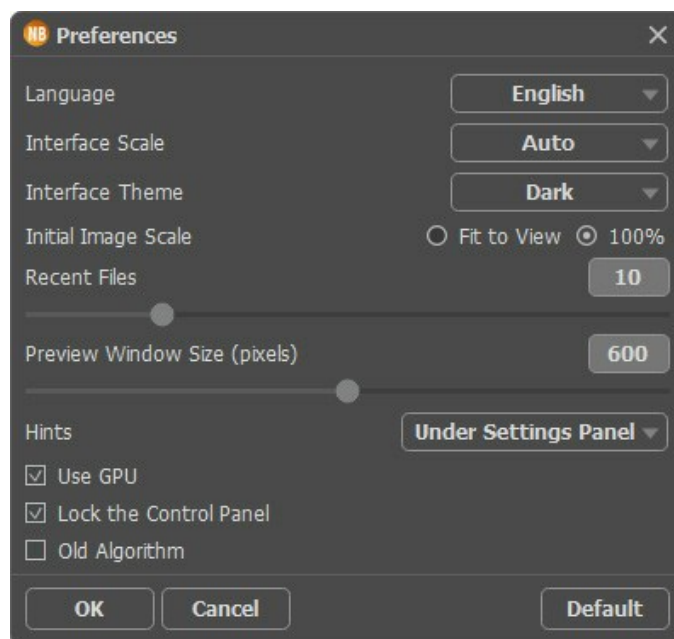 NB Preferences
Language English
Interface Scale Auto
Interface Theme Dark
Initial Image Scale Fit to View 100%
Recent Files 10
Preview Window Size (pixels) 600
Hints Under Settings Panel
Use GPU
Lock the Control Panel
Old Algorithm
OK Cancel Default